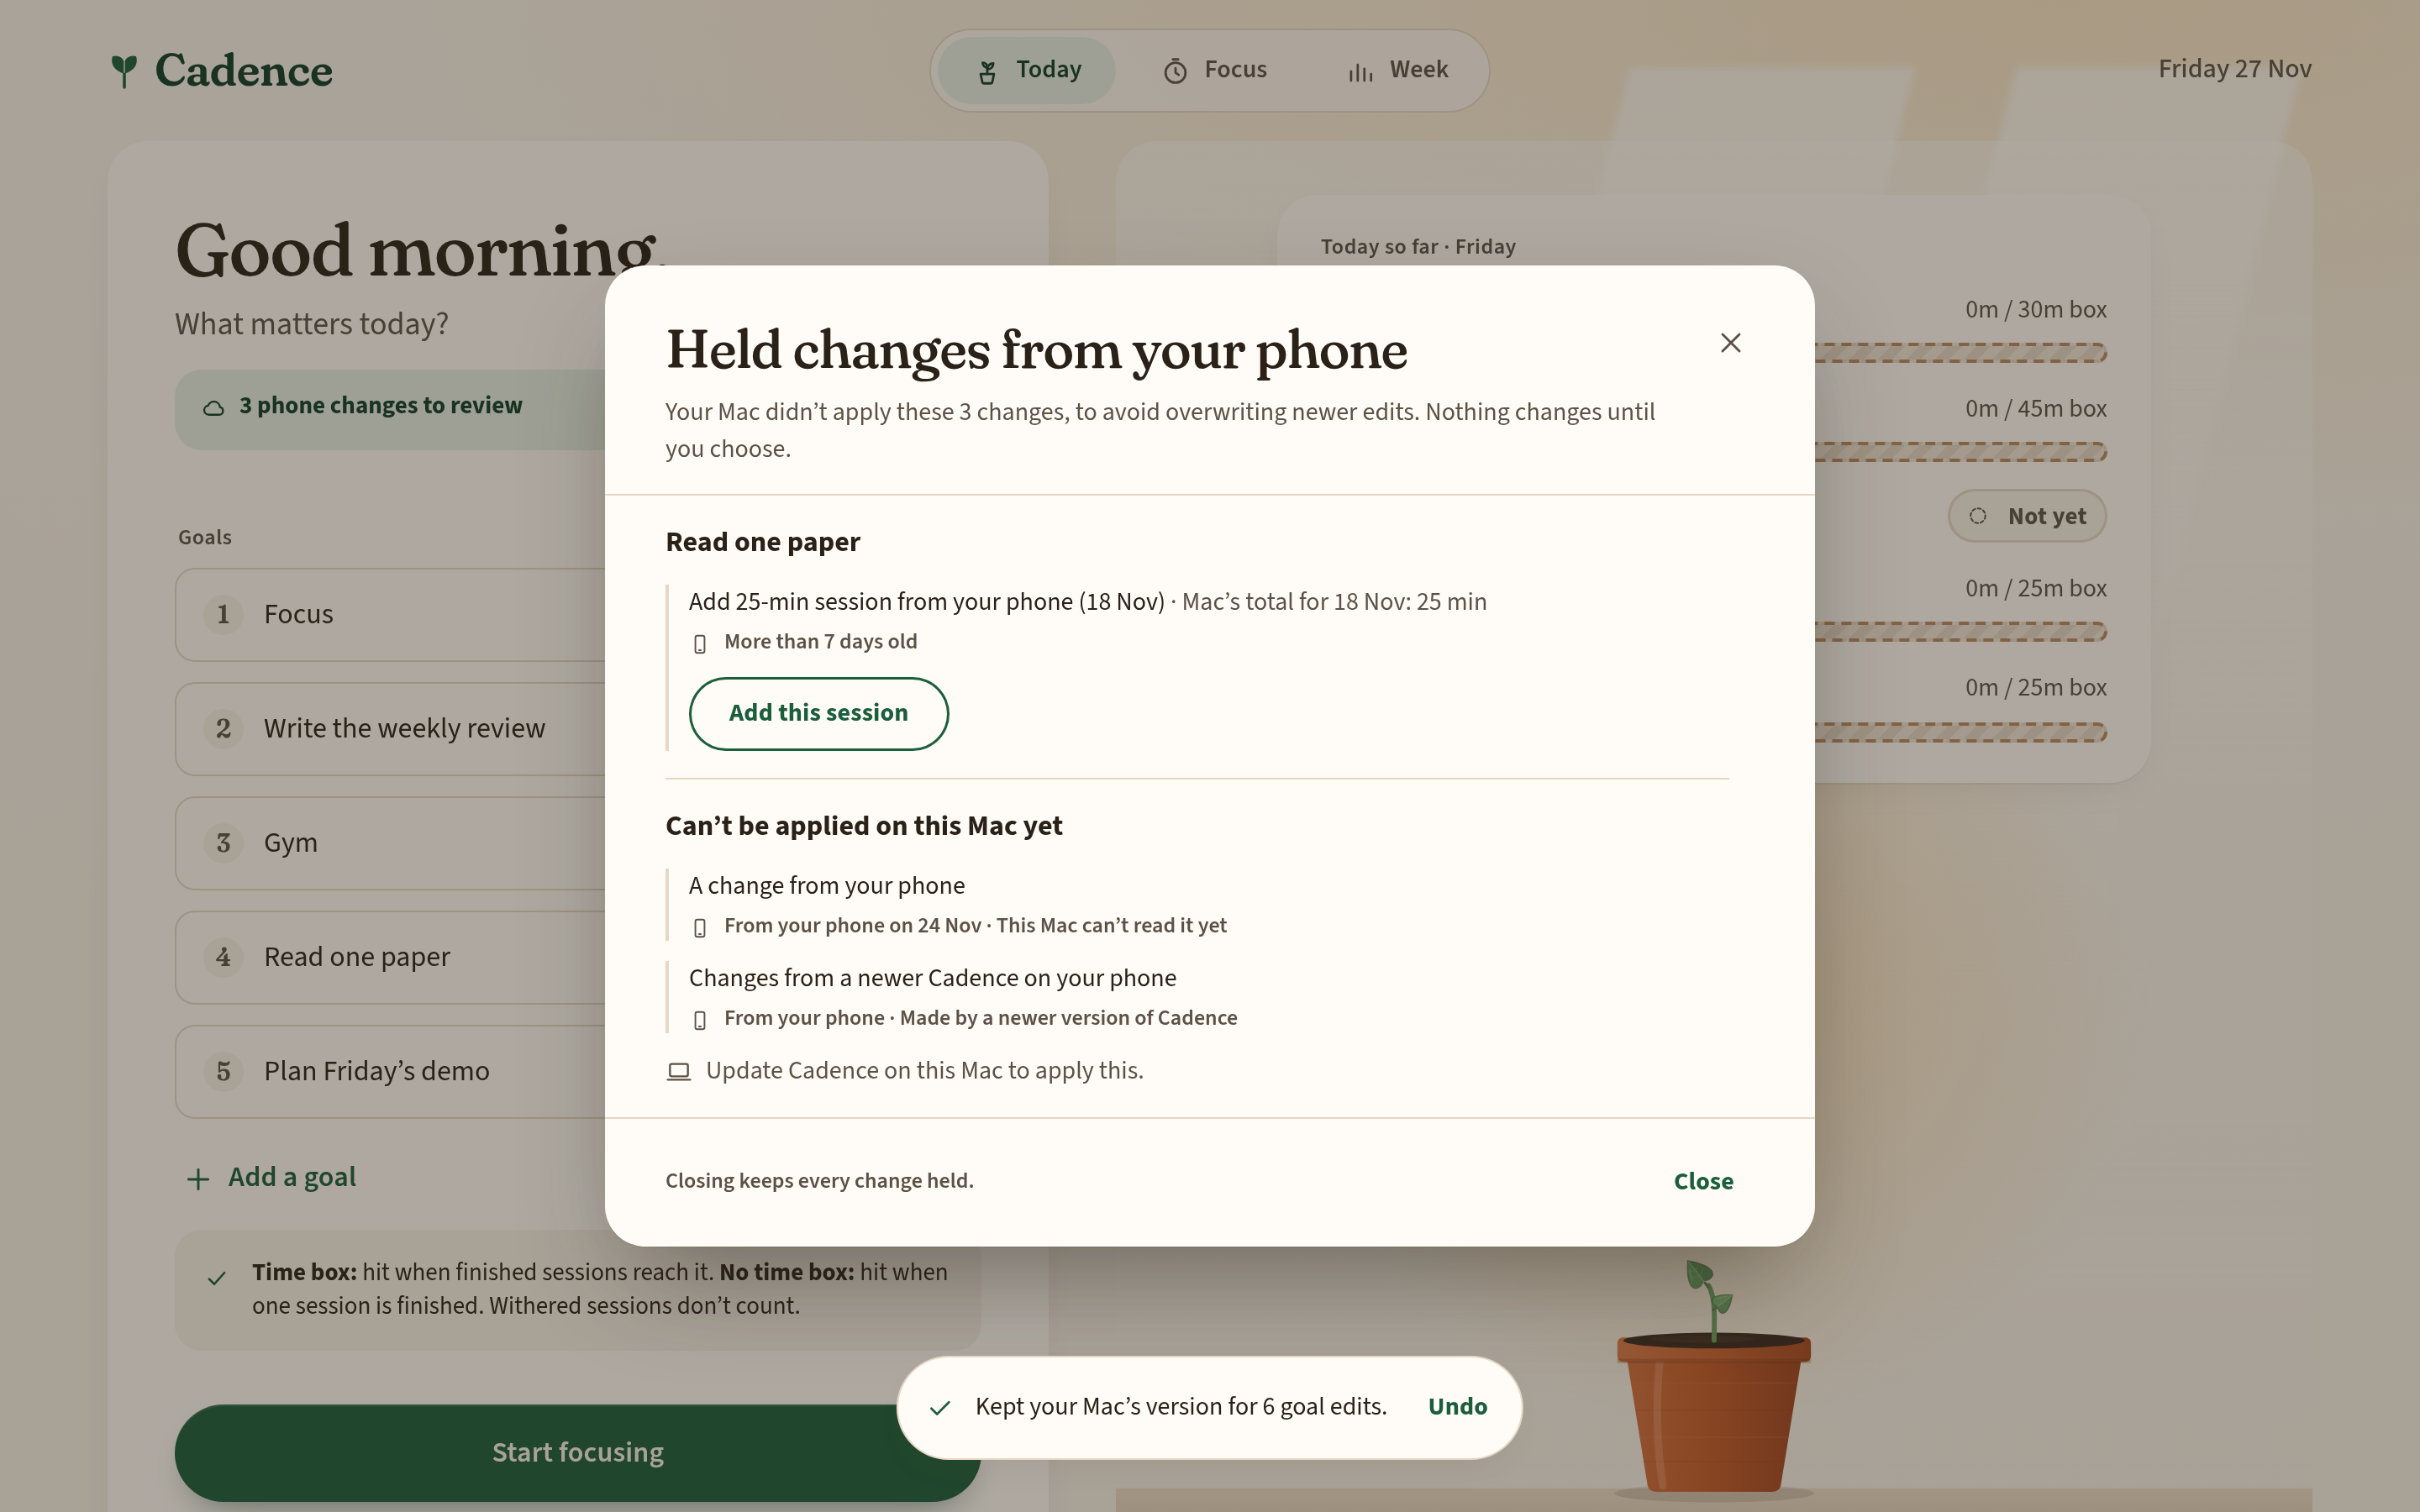 Cadence
Today
Focus
Week
Friday 27 Nov
Good morning.
What matters today?
3 phone changes to review
Goals
1 Focus
2 Write the weekly review
3 Gym
4 Read one paper
5 Plan Friday’s demo
Add a goal
Time box: hit when finished sessions reach it. No time box: hit when
one session is finished. Withered sessions don’t count.
Start focusing
Today so far · Friday
0m / 30m box
0m / 45m box
Not yet
0m / 25m box
0m / 25m box
Held changes from your phone
Your Mac didn’t apply these 3 changes, to avoid overwriting newer edits. Nothing changes until
you choose.
Read one paper
Add 25-min session from your phone (18 Nov) · Mac’s total for 18 Nov: 25 min
More than 7 days old
Add this session
Can’t be applied on this Mac yet
A change from your phone
From your phone on 24 Nov · This Mac can’t read it yet
Changes from a newer Cadence on your phone
From your phone · Made by a newer version of Cadence
Update Cadence on this Mac to apply this.
Closing keeps every change held.
Close
Kept your Mac’s version for 6 goal edits.
Undo